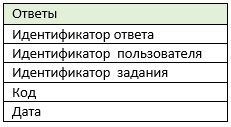 Ответы
Идентификатор ответа
Идентификатор пользователя
Идентификатор задания
Код
Дата